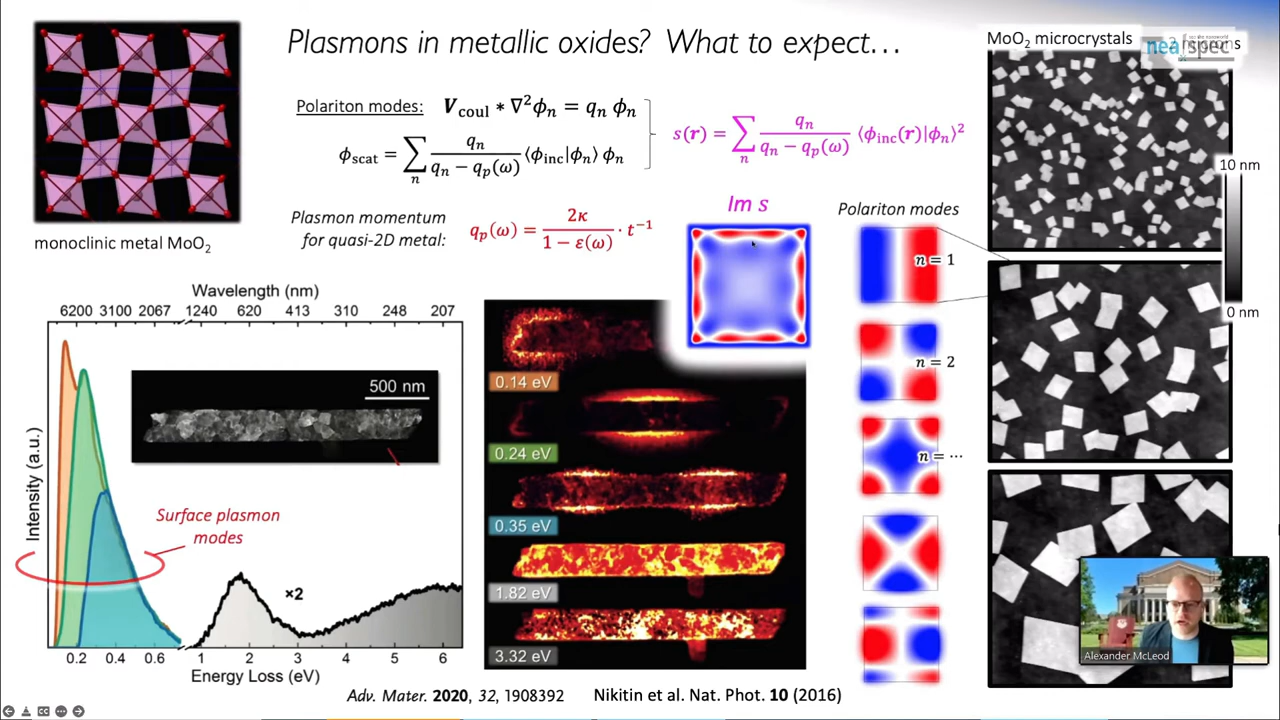 Plasmons in metallic oxides? What to expect…
MoO₂ microcrystals
nea|spec
monoclinic metal MoO₂
Polariton modes: V_coul ∗ ∇²ϕ_n = q_n ϕ_n
ϕ_scat = ∑_n q_n / (q_n − q_p(ω)) ⟨ϕ_inc|ϕ_n⟩ ϕ_n
s(r) = ∑_n q_n / (q_n − q_p(ω)) ⟨ϕ_inc(r)|ϕ_n⟩²
Plasmon momentum
for quasi-2D metal:
q_p(ω) = 2κ / (1 − ε(ω)) · t⁻¹
Im s
Polariton modes
n = 1
n = 2
n = ⋯
10 nm
0 nm
Wavelength (nm)
6200 3100 2067 1240 620 413 310 248 207
Intensity (a.u.)
500 nm
Surface plasmon
modes
×2
0.2 0.4 0.6 1 2 3 4 5 6
Energy Loss (eV)
0.14 eV
0.24 eV
0.35 eV
1.82 eV
3.32 eV
Adv. Mater. 2020, 32, 1908392
Nikitin et al. Nat. Phot. 10 (2016)
Alexander McLeod